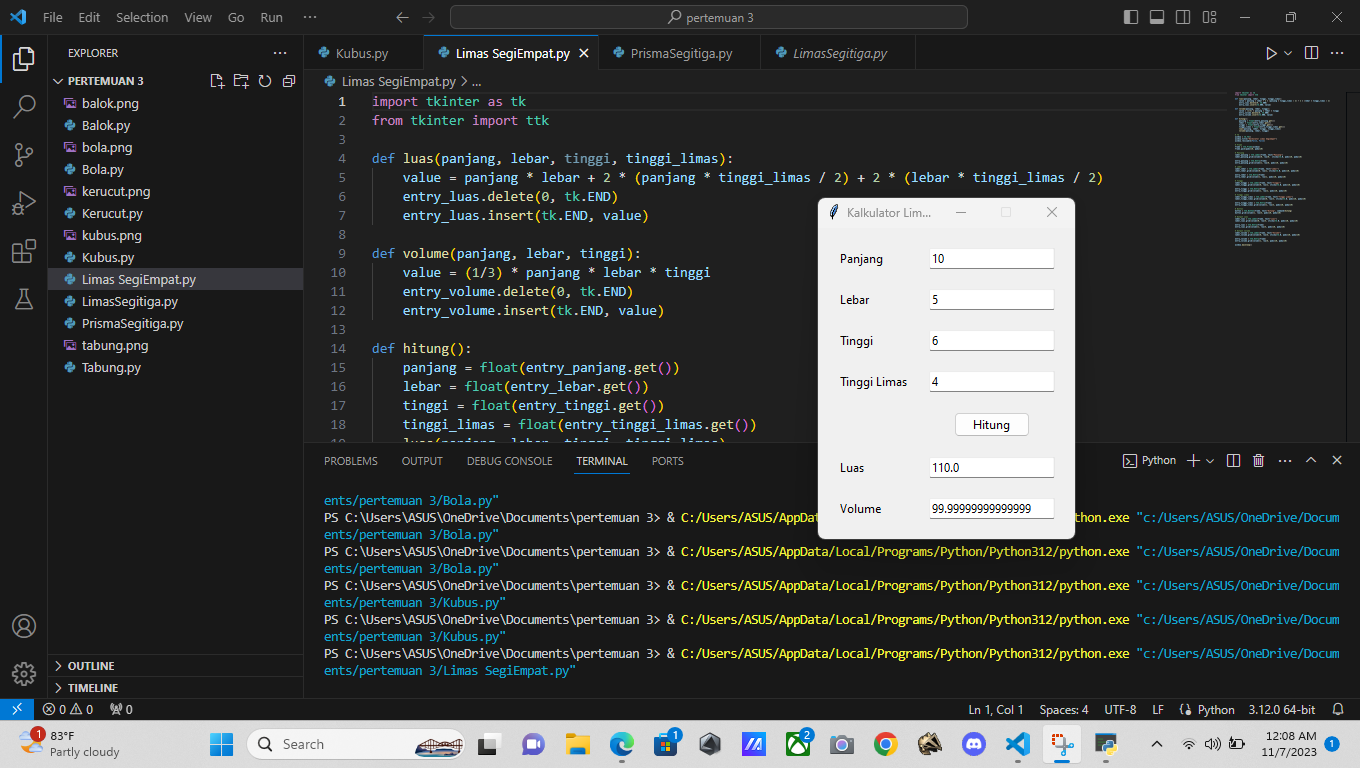 File Edit Selection View Go Run ··· pertemuan 3
EXPLORER
PERTEMUAN 3
balok.png
Balok.py
bola.png
Bola.py
kerucut.png
Kerucut.py
kubus.png
Kubus.py
Limas SegiEmpat.py
LimasSegitiga.py
PrismaSegitiga.py
tabung.png
Tabung.py
OUTLINE
TIMELINE
Kubus.py Limas SegiEmpat.py PrismaSegitiga.py LimasSegitiga.py
Limas SegiEmpat.py > ...
1 import tkinter as tk
2 from tkinter import ttk
3
4 def luas(panjang, lebar, tinggi, tinggi_limas):
5 value = panjang * lebar + 2 * (panjang * tinggi_limas / 2) + 2 * (lebar * tinggi_limas / 2)
6 entry_luas.delete(0, tk.END)
7 entry_luas.insert(tk.END, value)
8
9 def volume(panjang, lebar, tinggi):
10 value = (1/3) * panjang * lebar * tinggi
11 entry_volume.delete(0, tk.END)
12 entry_volume.insert(tk.END, value)
13
14 def hitung():
15 panjang = float(entry_panjang.get())
16 lebar = float(entry_lebar.get())
17 tinggi = float(entry_tinggi.get())
18 tinggi_limas = float(entry_tinggi_limas.get())
Kalkulator Lim...
Panjang 10
Lebar 5
Tinggi 6
Tinggi Limas 4
Hitung
Luas 110.0
Volume 99.99999999999999
PROBLEMS OUTPUT DEBUG CONSOLE TERMINAL PORTS Python
ents/pertemuan 3/Bola.py"
PS C:\Users\ASUS\OneDrive\Documents\pertemuan 3> & C:/Users/ASUS/AppData/ thon.exe "c:/Users/ASUS/OneDrive/Docum
ents/pertemuan 3/Bola.py"
PS C:\Users\ASUS\OneDrive\Documents\pertemuan 3> & C:/Users/ASUS/AppData/Local/Programs/Python/Python312/python.exe "c:/Users/ASUS/OneDrive/Docum
ents/pertemuan 3/Bola.py"
PS C:\Users\ASUS\OneDrive\Documents\pertemuan 3> & C:/Users/ASUS/AppData/Local/Programs/Python/Python312/python.exe "c:/Users/ASUS/OneDrive/Docum
ents/pertemuan 3/Kubus.py"
PS C:\Users\ASUS\OneDrive\Documents\pertemuan 3> & C:/Users/ASUS/AppData/Local/Programs/Python/Python312/python.exe "c:/Users/ASUS/OneDrive/Docum
ents/pertemuan 3/Kubus.py"
PS C:\Users\ASUS\OneDrive\Documents\pertemuan 3> & C:/Users/ASUS/AppData/Local/Programs/Python/Python312/python.exe "c:/Users/ASUS/OneDrive/Docum
ents/pertemuan 3/Limas SegiEmpat.py"
0 0 0 Ln 1, Col 1 Spaces: 4 UTF-8 LF Python 3.12.0 64-bit
1 83°F
Partly cloudy
Search
1 2
12:08 AM
11/7/2023 1